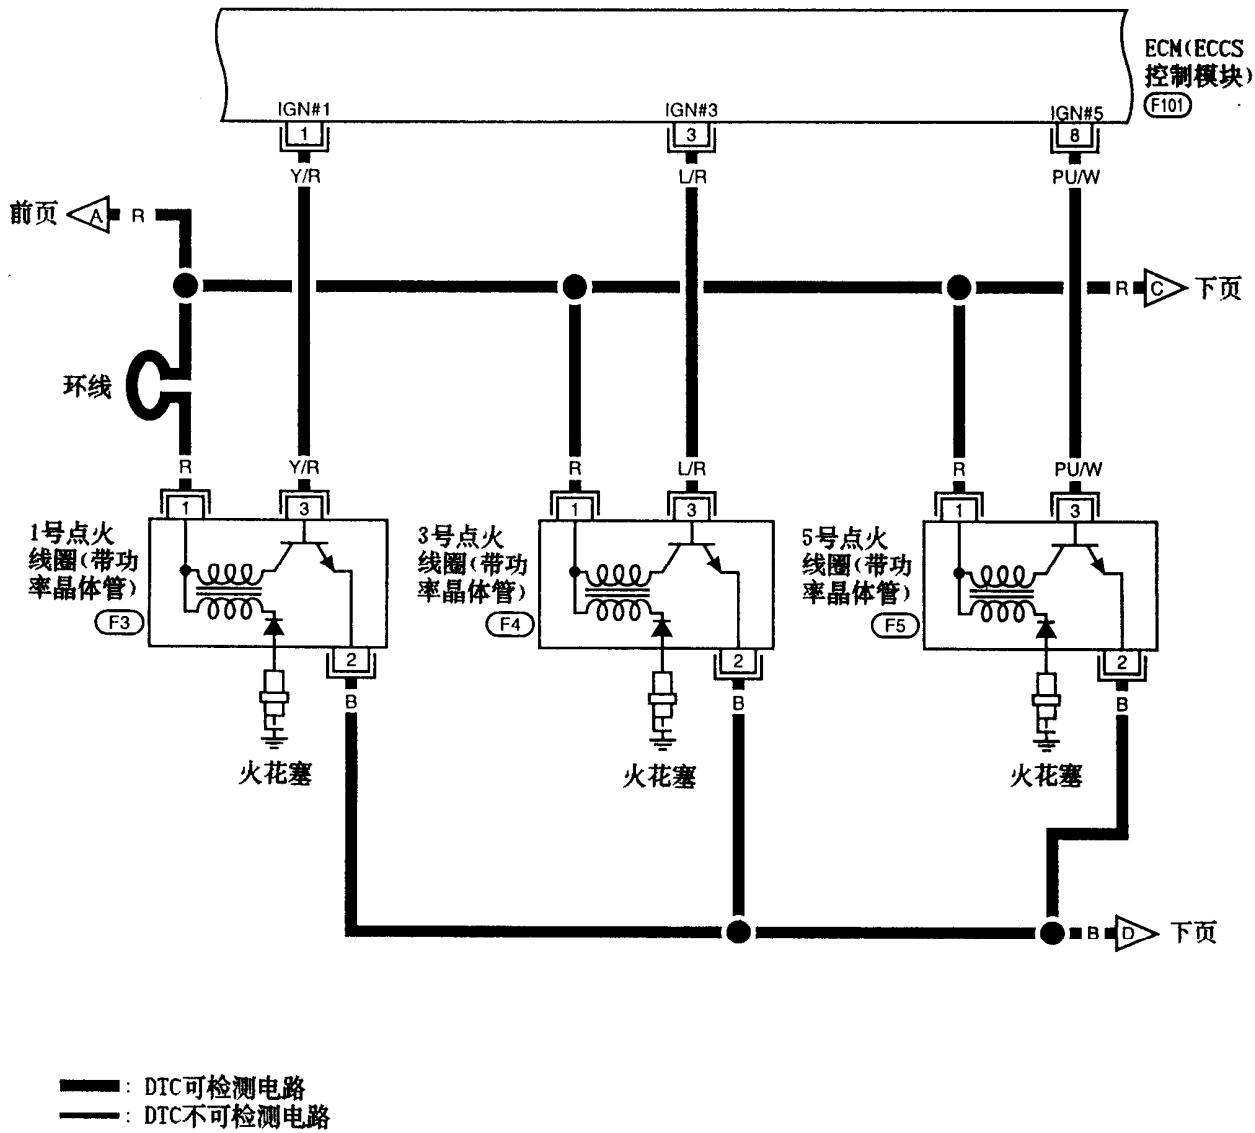 ECM(ECCS
控制模块)
F101
IGN#1
IGN#3
IGN#5
1
3
8
Y/R
L/R
PU/W
前页
A
R
R
C
下页
环线
R
Y/R
R
L/R
R
PU/W
1
3
1
3
1
3
1号点火
线圈(带功
率晶体管)
F3
3号点火
线圈(带功
率晶体管)
F4
5号点火
线圈(带功
率晶体管)
F5
2
2
2
B
B
B
火花塞
火花塞
火花塞
B
D
下页
: DTC可检测电路
: DTC不可检测电路